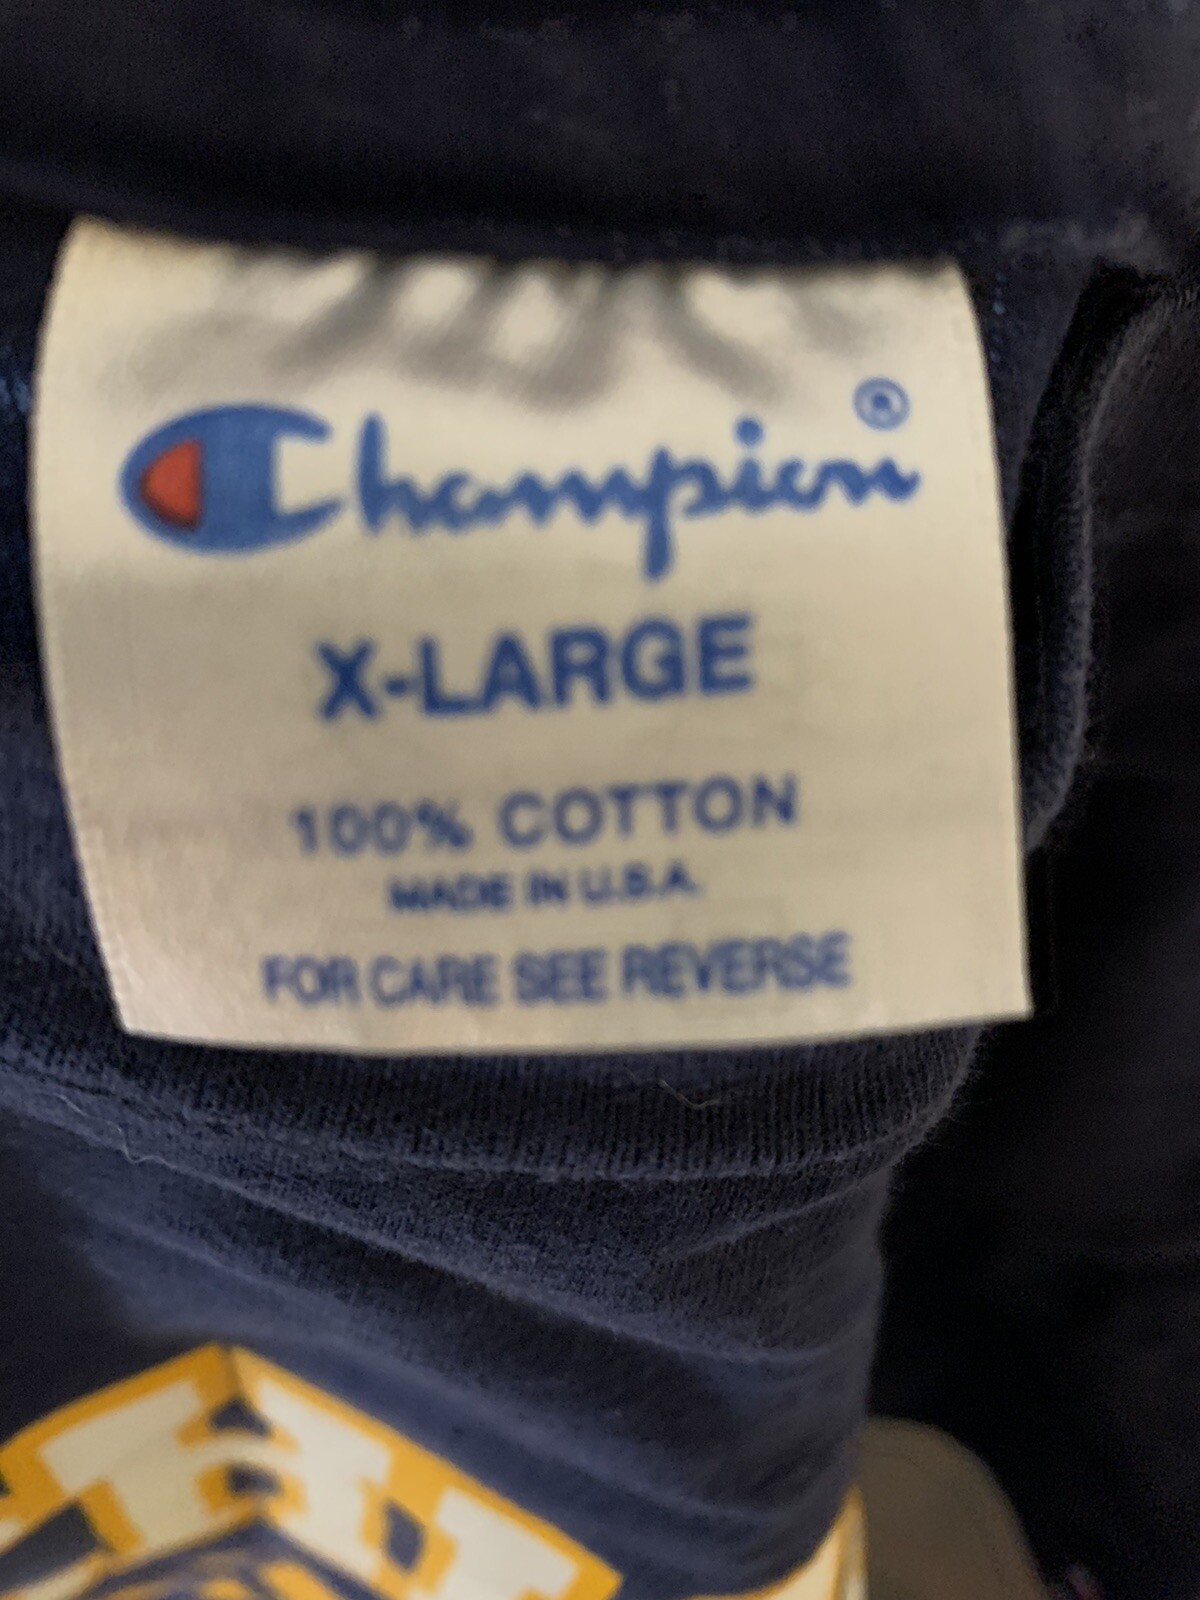 Champion®
X-LARGE
100% COTTON
MADE IN U.S.A.
FOR CARE SEE REVERSE